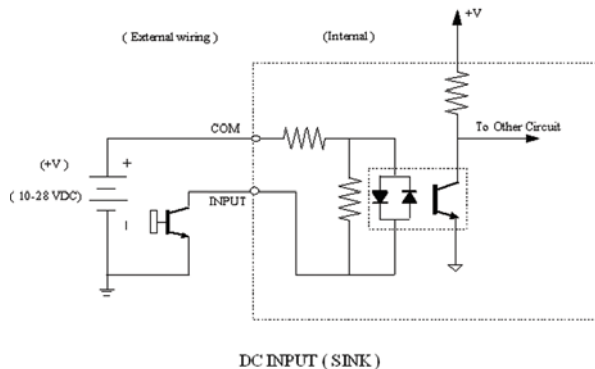 +V
( External wiring)
(Internal )
COM
To Other Circuit
(+V)
+
( 10-28 VDC)
INPUT
DC INPUT ( SINK )